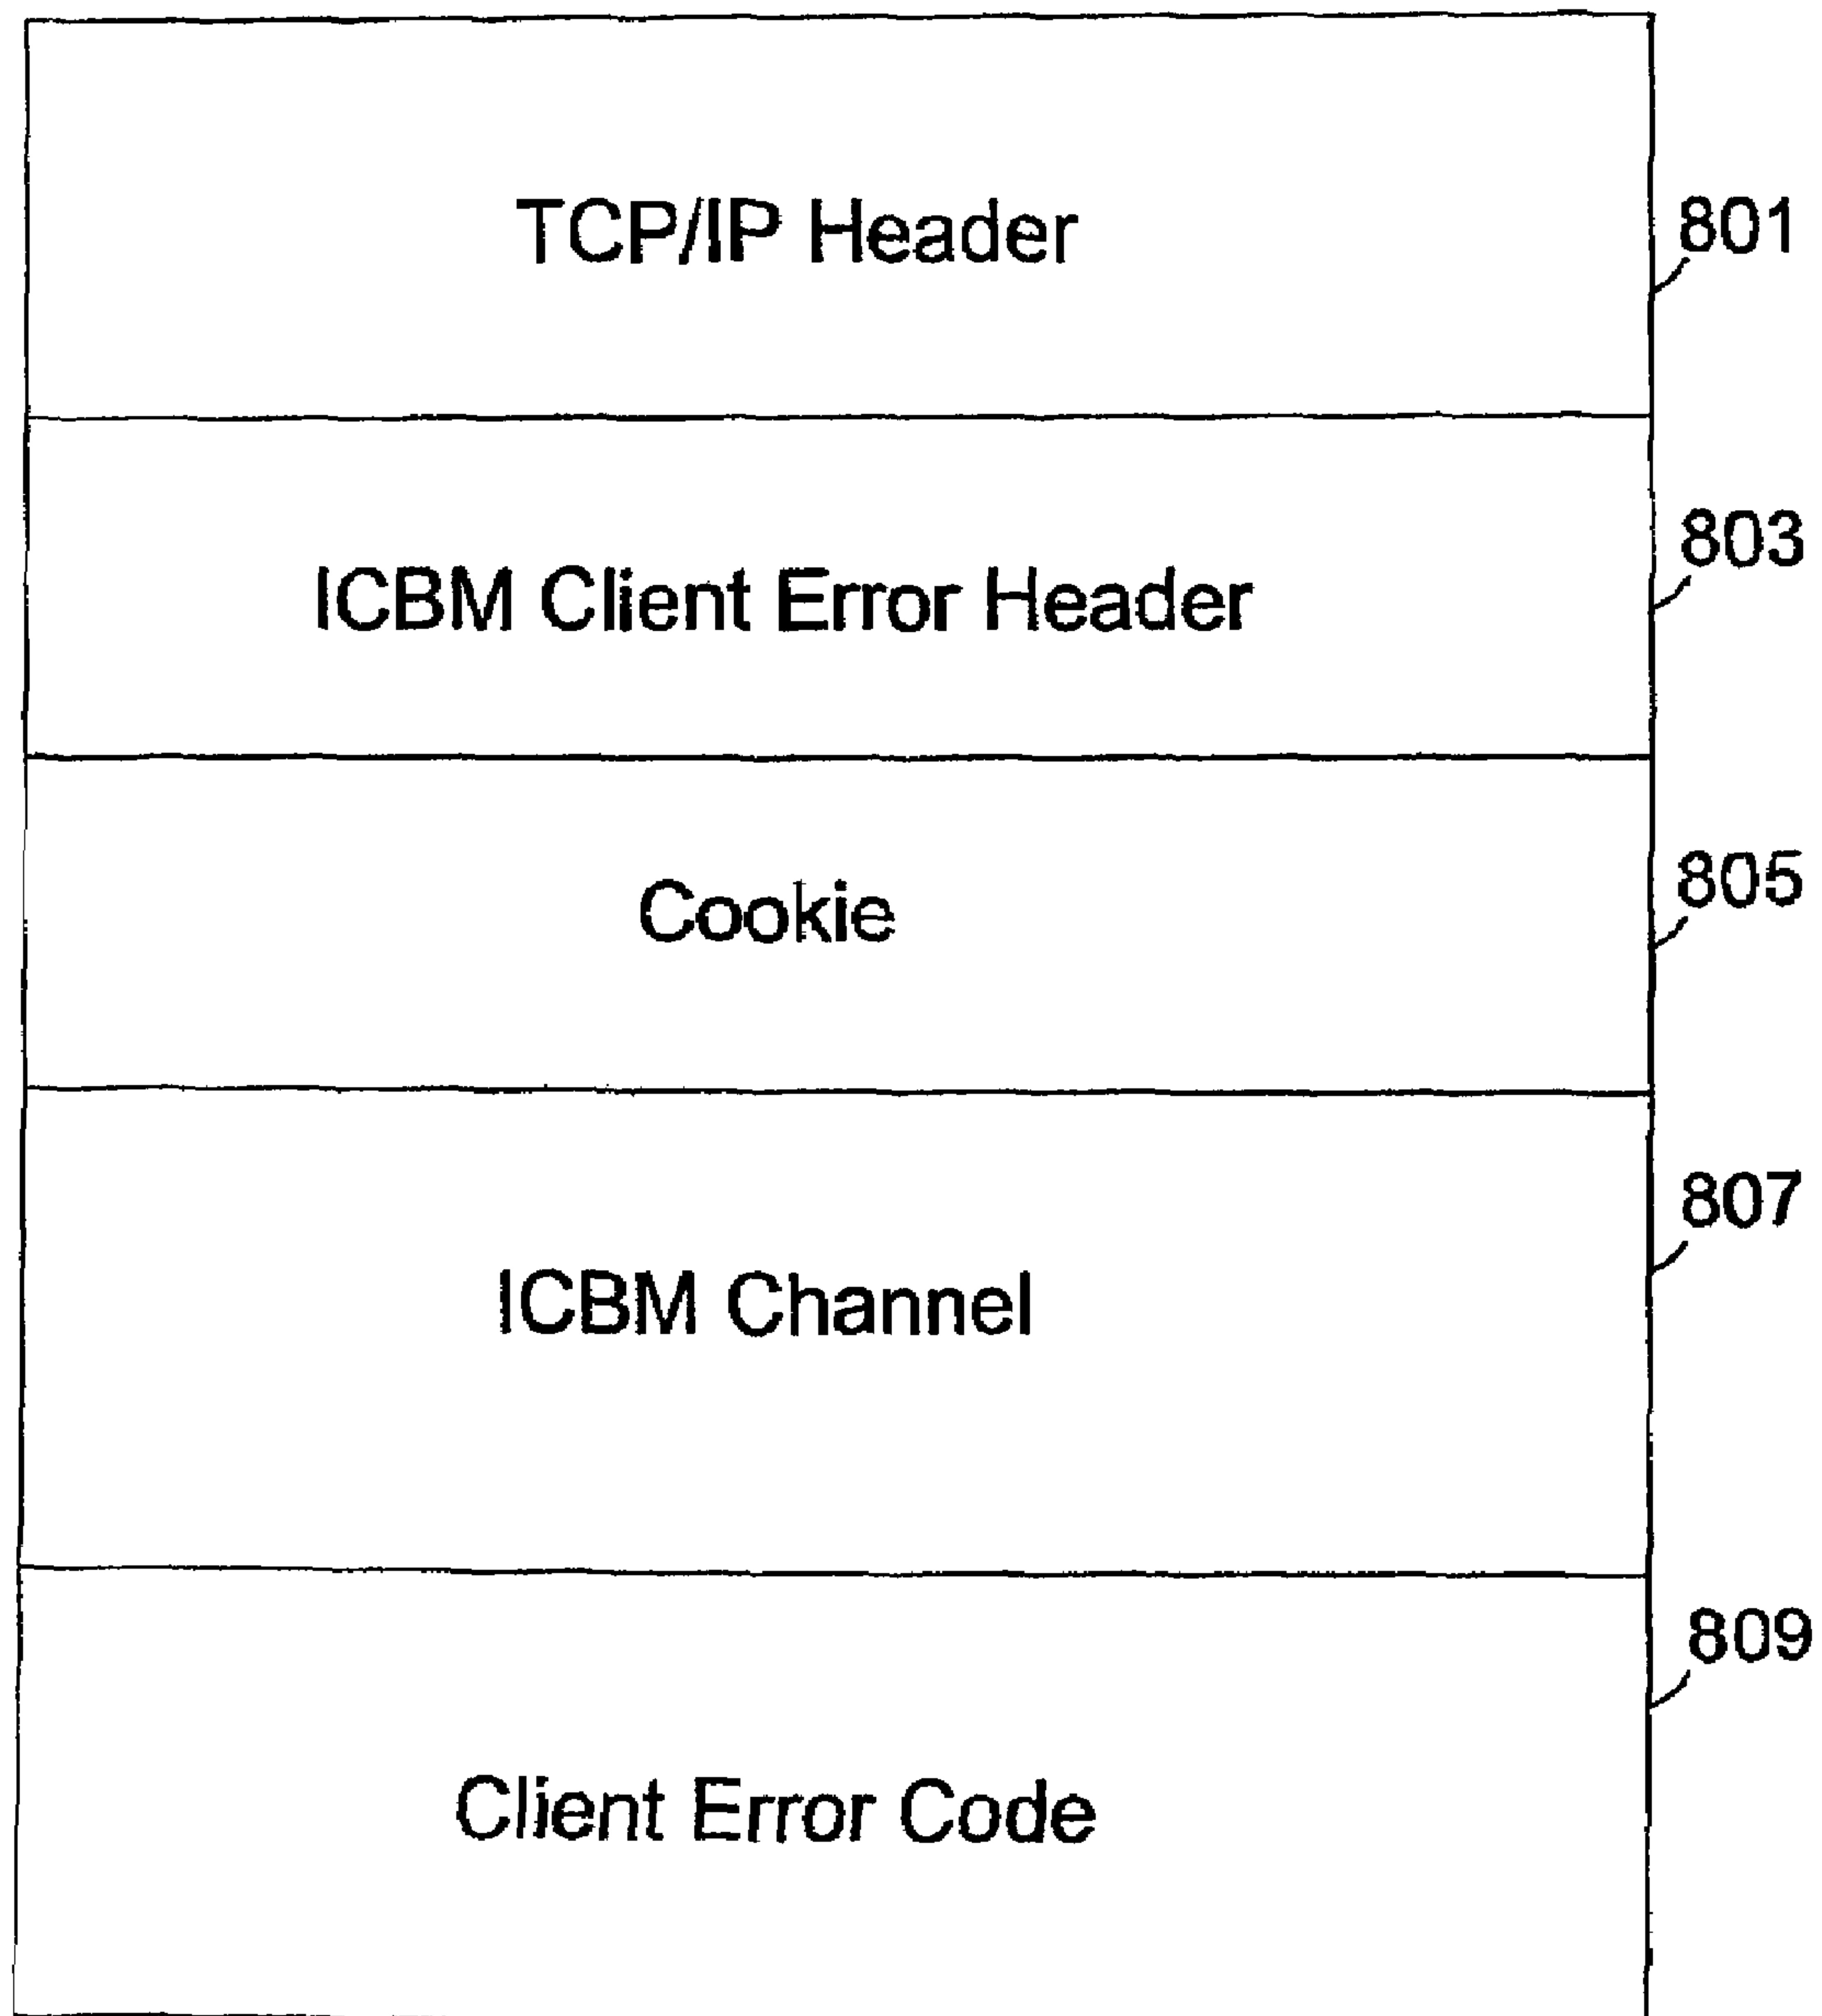 TCP/IP Header
801
ICBM Client Error Header
803
Cookie
805
ICBM Channel
807
Client Error Code
809